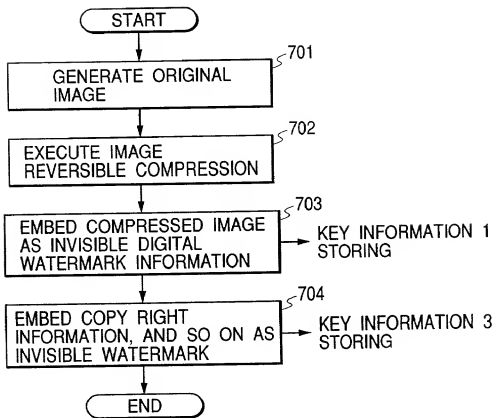 START
701
GENERATE ORIGINAL
IMAGE
702
EXECUTE IMAGE
REVERSIBLE COMPRESSION
703
EMBED COMPRESSED IMAGE
AS INVISIBLE DIGITAL
WATERMARK INFORMATION
KEY INFORMATION 1
STORING
704
EMBED COPY RIGHT
INFORMATION, AND SO ON AS
INVISIBLE WATERMARK
KEY INFORMATION 3
STORING
END